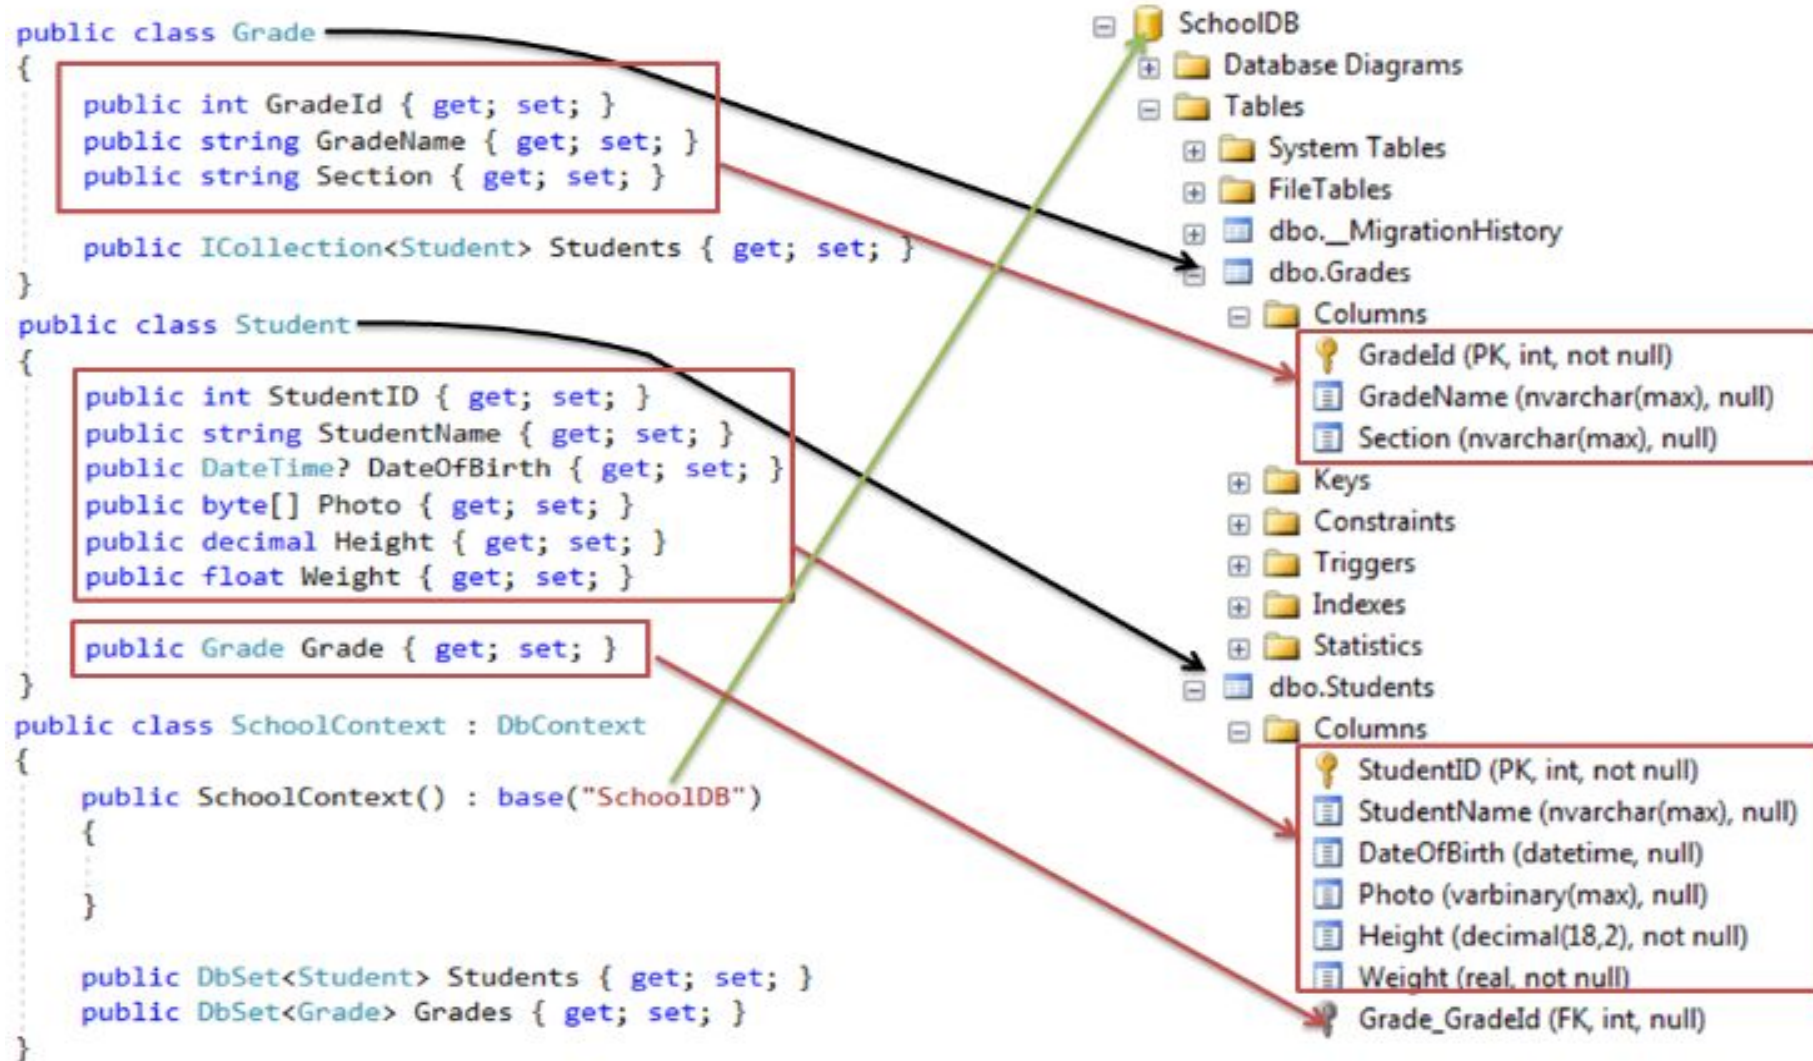 public class Grade
{
public int GradeId { get; set; }
public string GradeName { get; set; }
public string Section { get; set; }
public ICollection<Student> Students { get; set; }
}
public class Student
{
public int StudentID { get; set; }
public string StudentName { get; set; }
public DateTime? DateOfBirth { get; set; }
public byte[] Photo { get; set; }
public decimal Height { get; set; }
public float Weight { get; set; }
public Grade Grade { get; set; }
}
public class SchoolContext : DbContext
{
public SchoolContext() : base("SchoolDB")
{
}
public DbSet<Student> Students { get; set; }
public DbSet<Grade> Grades { get; set; }
}
SchoolDB
Database Diagrams
Tables
System Tables
FileTables
dbo.__MigrationHistory
dbo.Grades
Columns
GradeId (PK, int, not null)
GradeName (nvarchar(max), null)
Section (nvarchar(max), null)
Keys
Constraints
Triggers
Indexes
Statistics
dbo.Students
Columns
StudentID (PK, int, not null)
StudentName (nvarchar(max), null)
DateOfBirth (datetime, null)
Photo (varbinary(max), null)
Height (decimal(18,2), not null)
Weight (real, not null)
Grade_GradeId (FK, int, null)